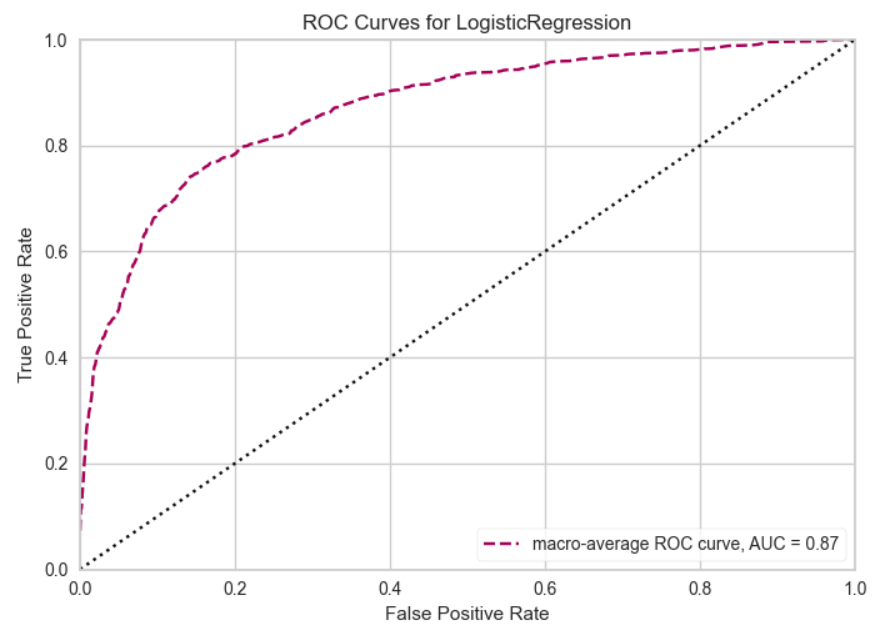 ROC Curves for LogisticRegression
1.0
0.8
0.6
0.4
0.2
0.0
True Positive Rate
macro-average ROC curve, AUC = 0.87
0.0 0.2 0.4 0.6 0.8 1.0
False Positive Rate